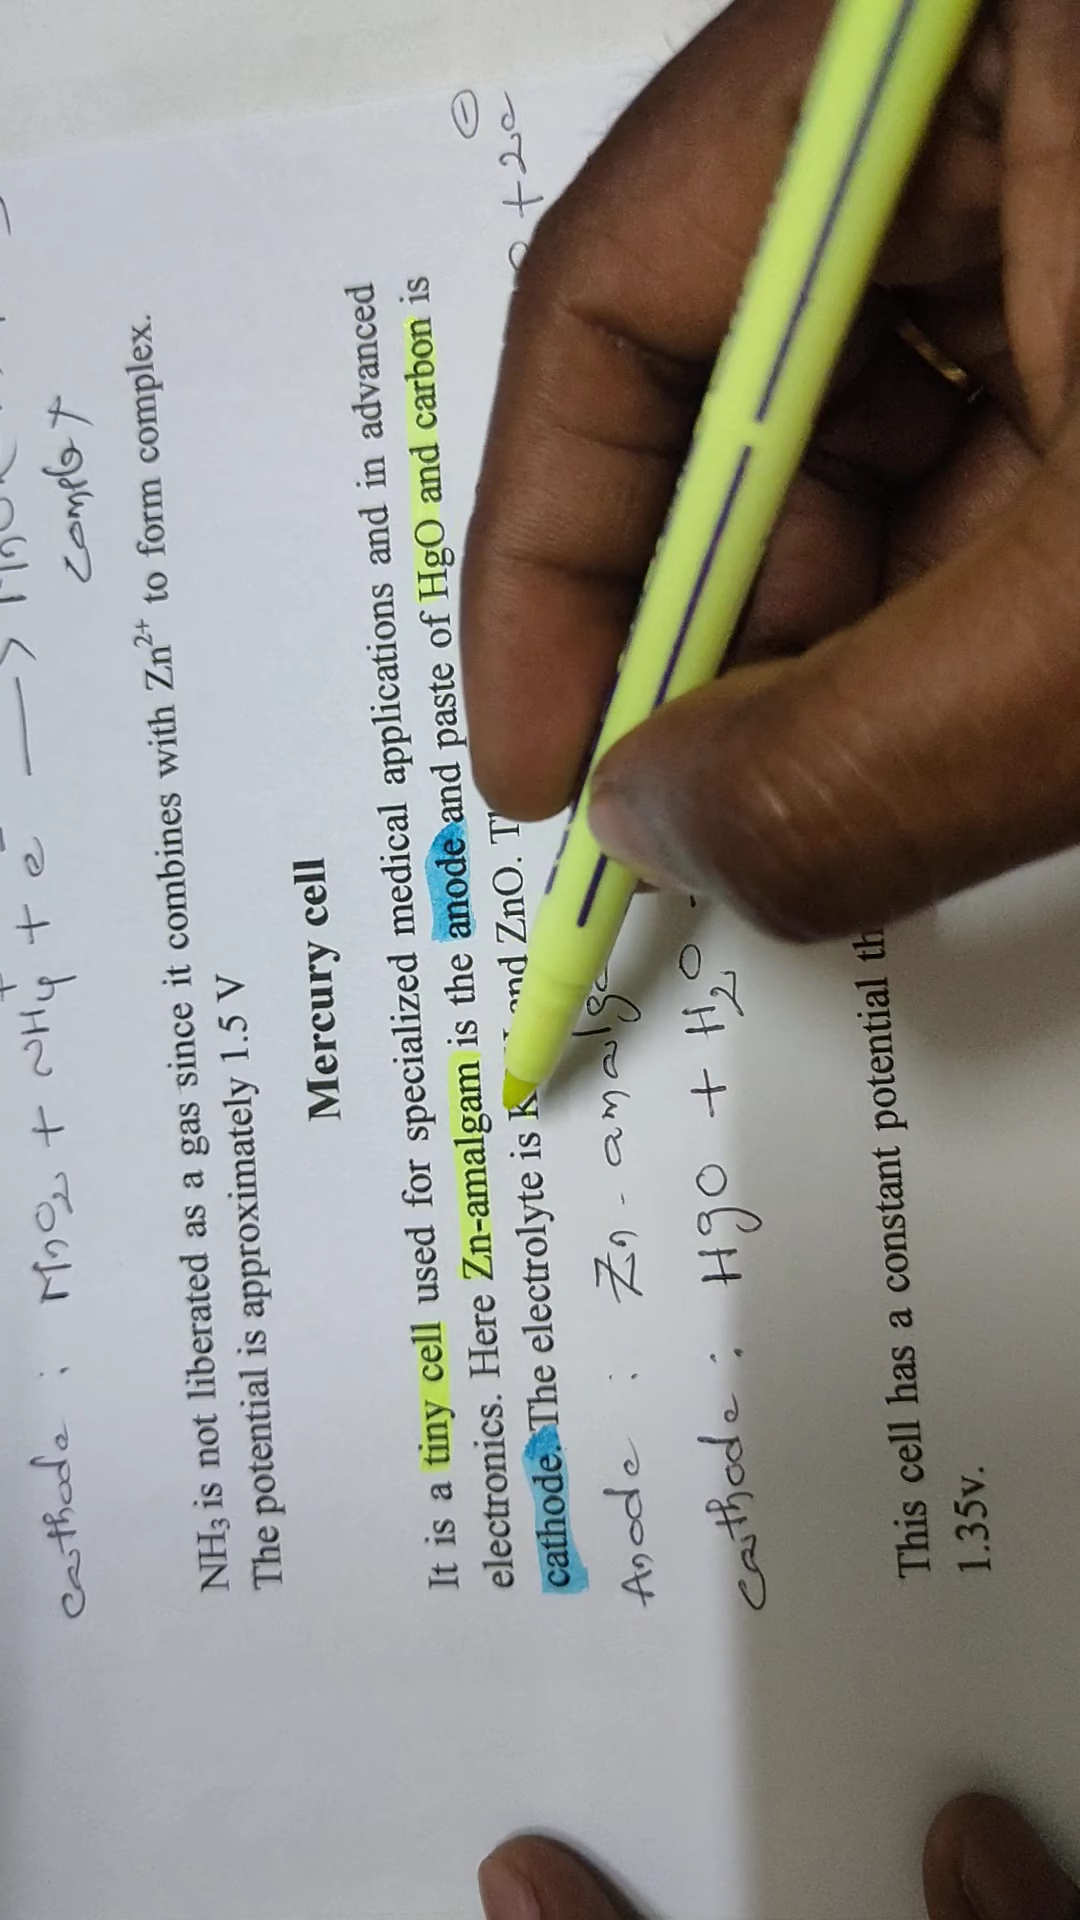 cathode : MnO2 + NH4+ + e- →
complex
NH3 is not liberated as a gas since it combines with Zn2+ to form complex.
The potential is approximately 1.5 V
Mercury cell
It is a tiny cell used for specialized medical applications and in advanced
electronics. Here Zn-amalgam is the anode and paste of HgO and carbon is
cathode. The electrolyte is and ZnO.
Anode : Zn - + 2e⊖
cathode : HgO + H2O
This cell has a constant potential
1.35v.